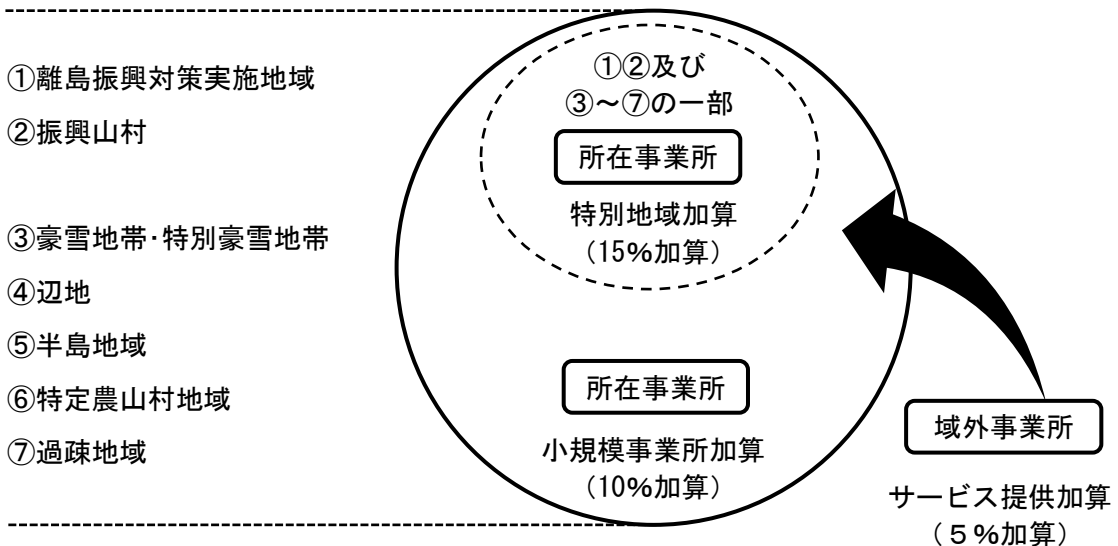 ①離島振興対策実施地域
②振興山村
③豪雪地帯・特別豪雪地帯
④辺地
⑤半島地域
⑥特定農山村地域
⑦過疎地域
①②及び
③～⑦の一部
所在事業所
特別地域加算
（15%加算）
所在事業所
小規模事業所加算
（10%加算）
域外事業所
サービス提供加算
（５%加算）